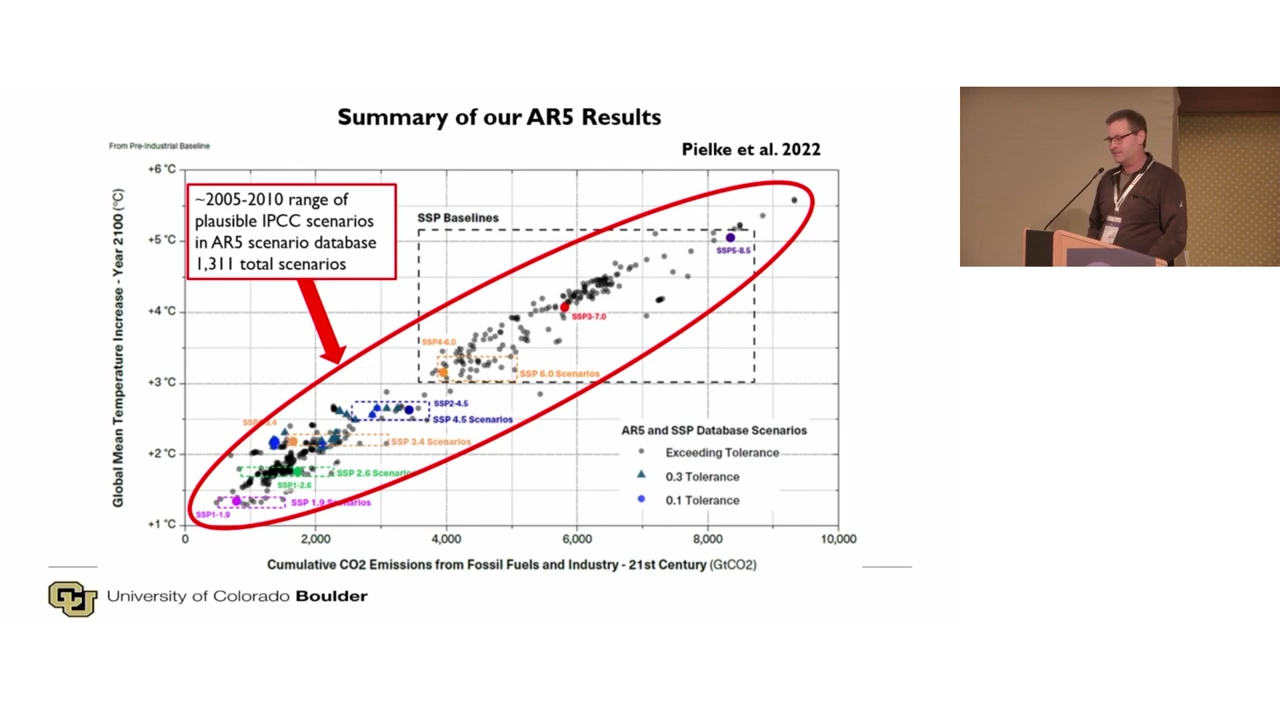 Summary of our AR5 Results
From Pre-Industrial Baseline
Pielke et al. 2022
+6 °C
~2005-2010 range of
plausible IPCC scenarios
in AR5 scenario database
1,311 total scenarios
SSP Baselines
+5 °C
SSP5-8.5
+4 °C
SSP3-7.0
SSP4-6.0
SSP 6.0 Scenarios
+3 °C
SSP2-4.5
SSP 4.5 Scenarios
SSP 3.4 Scenarios
+2 °C
SSP 2.6 Scenarios
SSP1-2.6
SSP 1.9 Scenarios
SSP1-1.9
+1 °C
AR5 and SSP Database Scenarios
Exceeding Tolerance
0.3 Tolerance
0.1 Tolerance
Global Mean Temperature Increase - Year 2100 (°C)
0 2,000 4,000 6,000 8,000 10,000
Cumulative CO2 Emissions from Fossil Fuels and Industry - 21st Century (GtCO2)
CU
University of Colorado Boulder